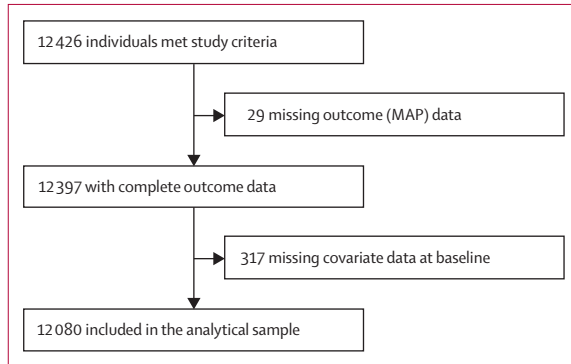 12 426 individuals met study criteria
29 missing outcome (MAP) data
12 397 with complete outcome data
317 missing covariate data at baseline
12 080 included in the analytical sample